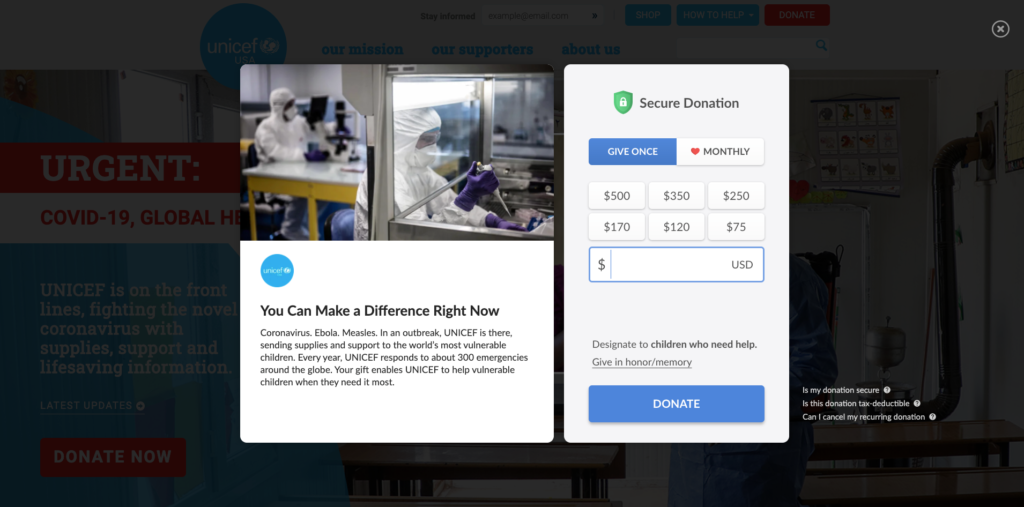 Stay informed
example@email.com
SHOP
HOW TO HELP
DONATE
unicef
USA
our mission
our supporters
about us
URGENT:
COVID-19, GLOBAL HE
UNICEF is on the front
lines, fighting the novel
coronavirus with
supplies, support and
lifesaving information.
LATEST UPDATES
DONATE NOW
unicef
You Can Make a Difference Right Now
Coronavirus. Ebola. Measles. In an outbreak, UNICEF is there,
sending supplies and support to the world's most vulnerable
children. Every year, UNICEF responds to about 300 emergencies
around the globe. Your gift enables UNICEF to help vulnerable
children when they need it most.
Secure Donation
GIVE ONCE
MONTHLY
$500 $350 $250
$170 $120 $75
$ USD
Designate to children who need help.
Give in honor/memory
DONATE
Is my donation secure ?
Is this donation tax-deductible ?
Can I cancel my recurring donation ?